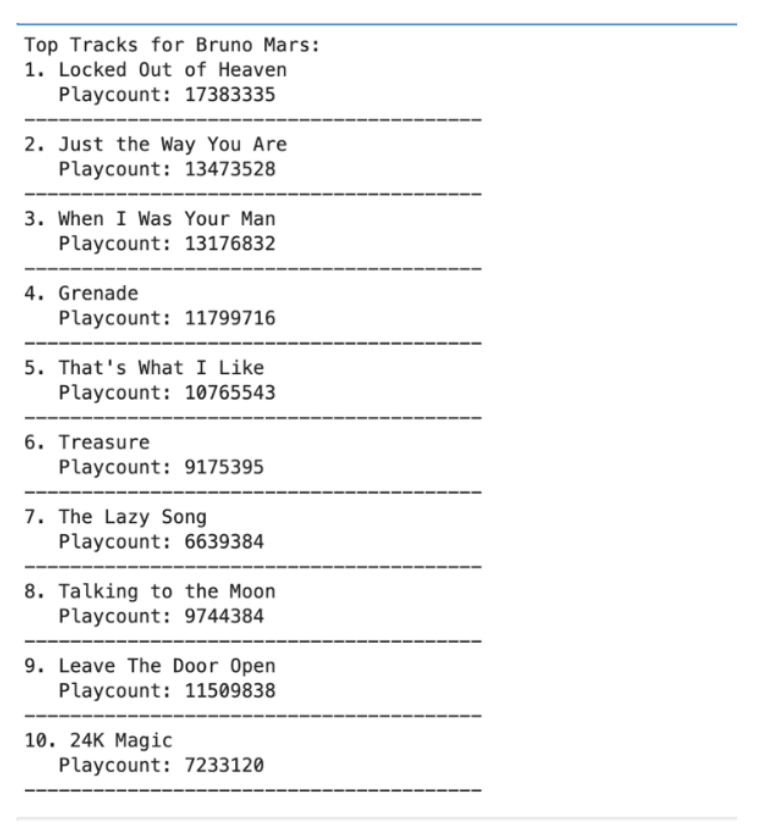 Top Tracks for Bruno Mars:
1. Locked Out of Heaven
   Playcount: 17383335
----------------------------------------
2. Just the Way You Are
   Playcount: 13473528
----------------------------------------
3. When I Was Your Man
   Playcount: 13176832
----------------------------------------
4. Grenade
   Playcount: 11799716
----------------------------------------
5. That's What I Like
   Playcount: 10765543
----------------------------------------
6. Treasure
   Playcount: 9175395
----------------------------------------
7. The Lazy Song
   Playcount: 6639384
----------------------------------------
8. Talking to the Moon
   Playcount: 9744384
----------------------------------------
9. Leave The Door Open
   Playcount: 11509838
----------------------------------------
10. 24K Magic
   Playcount: 7233120
----------------------------------------